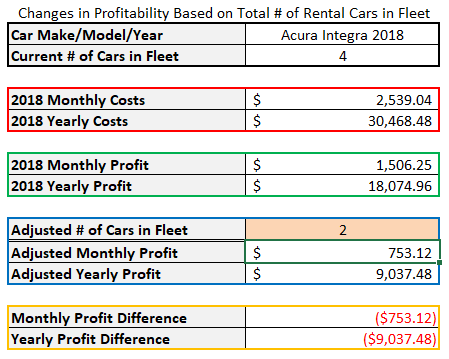 Changes in Profitability Based on Total # of Rental Cars in Fleet
Car Make/Model/Year Acura Integra 2018
Current # of Cars in Fleet 4
2018 Monthly Costs $ 2,539.04
2018 Yearly Costs $ 30,468.48
2018 Monthly Profit $ 1,506.25
2018 Yearly Profit $ 18,074.96
Adjusted # of Cars in Fleet 2
Adjusted Monthly Profit $ 753.12
Adjusted Yearly Profit $ 9,037.48
Monthly Profit Difference ($753.12)
Yearly Profit Difference ($9,037.48)